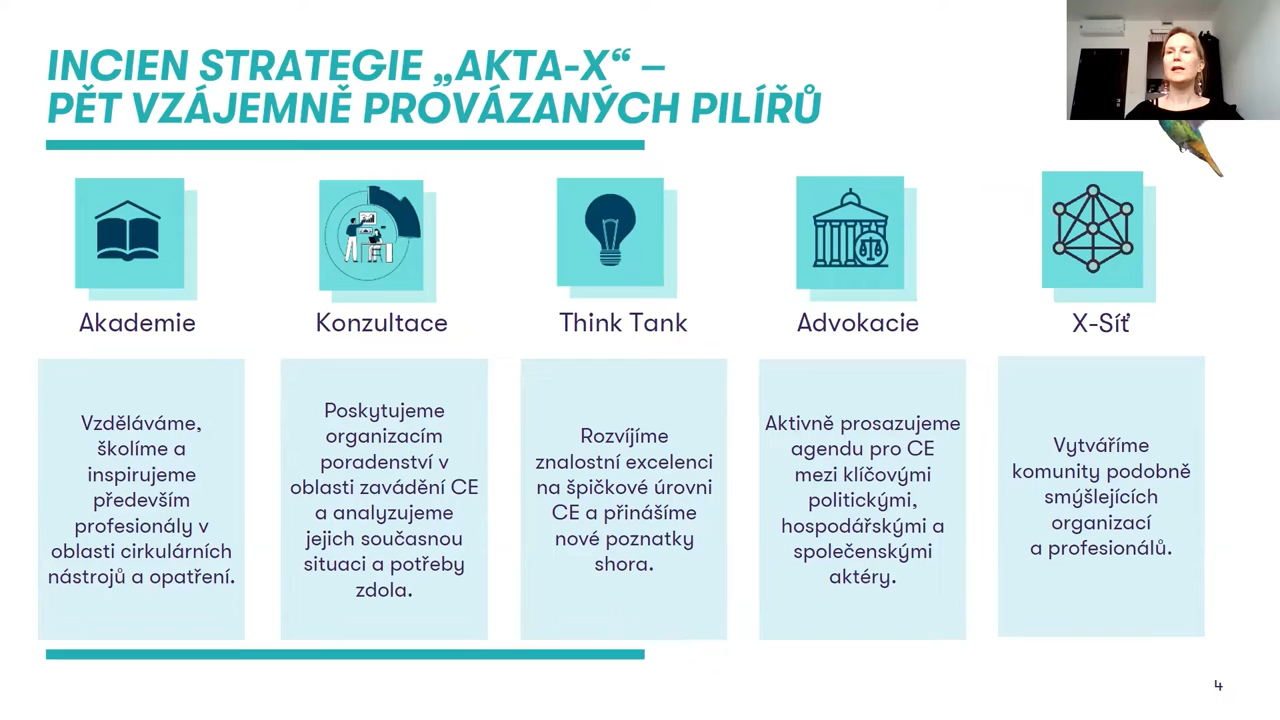 INCIEN STRATEGIE „AKTA-X“ –
PĚT VZÁJEMNĚ PROVÁZANÝCH PILÍŘŮ
Akademie
Vzděláváme,
školíme a
inspirujeme
především
profesionály v
oblasti cirkulárních
nástrojů a opatření.
Konzultace
Poskytujeme
organizacím
poradenství v
oblasti zavádění CE
a analyzujeme
jejich současnou
situaci a potřeby
zdola.
Think Tank
Rozvíjíme
znalostní excelenci
na špičkové úrovni
CE a přinášíme
nové poznatky
shora.
Advokacie
Aktivně prosazujeme
agendu pro CE
mezi klíčovými
politickými,
hospodářskými a
společenskými
aktéry.
X-Síť
Vytváříme
komunity podobně
smýšlejících
organizací
a profesionálů.
4